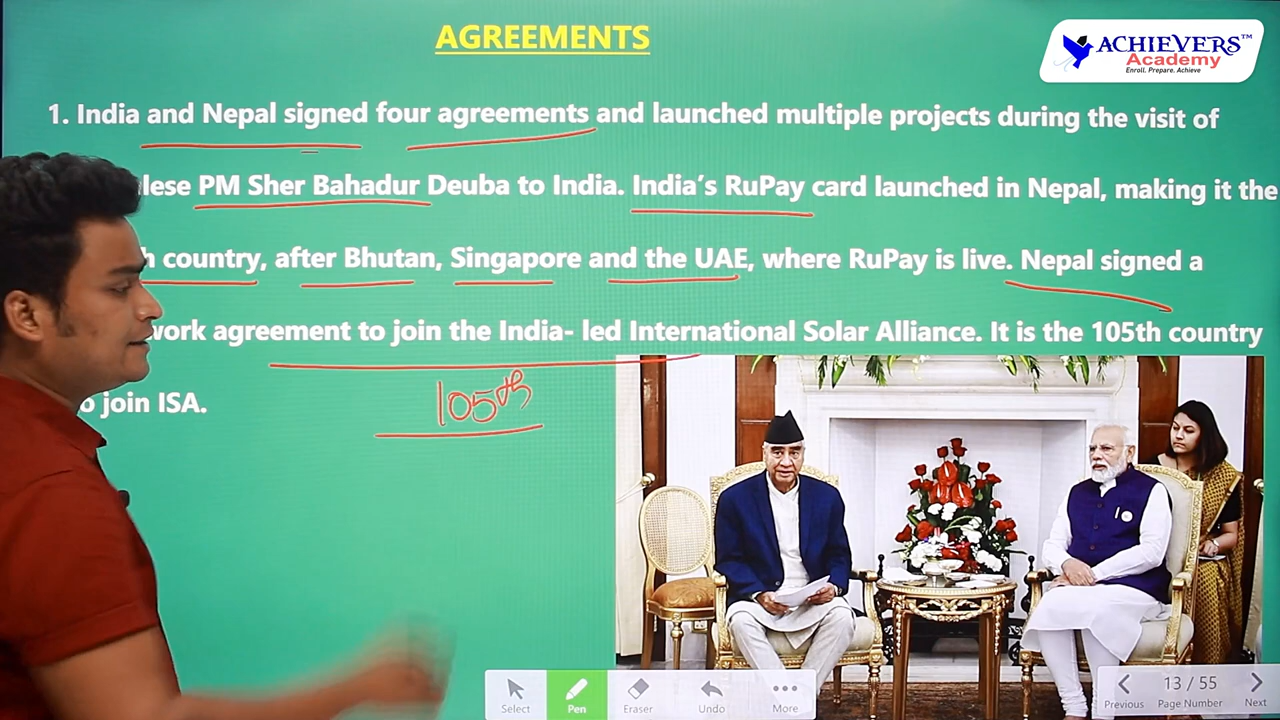 AGREEMENTS
ACHIEVERS™
Academy
Enroll. Prepare. Achieve
1. India and Nepal signed four agreements and launched multiple projects during the visit of
PM Sher Bahadur Deuba to India. India's RuPay card launched in Nepal, making it the
country, after Bhutan, Singapore and the UAE, where RuPay is live. Nepal signed a
agreement to join the India- led International Solar Alliance. It is the 105th country
join ISA.
105th
Select
Pen
Eraser
Undo
More
Previous
13 / 55
Page Number
Next